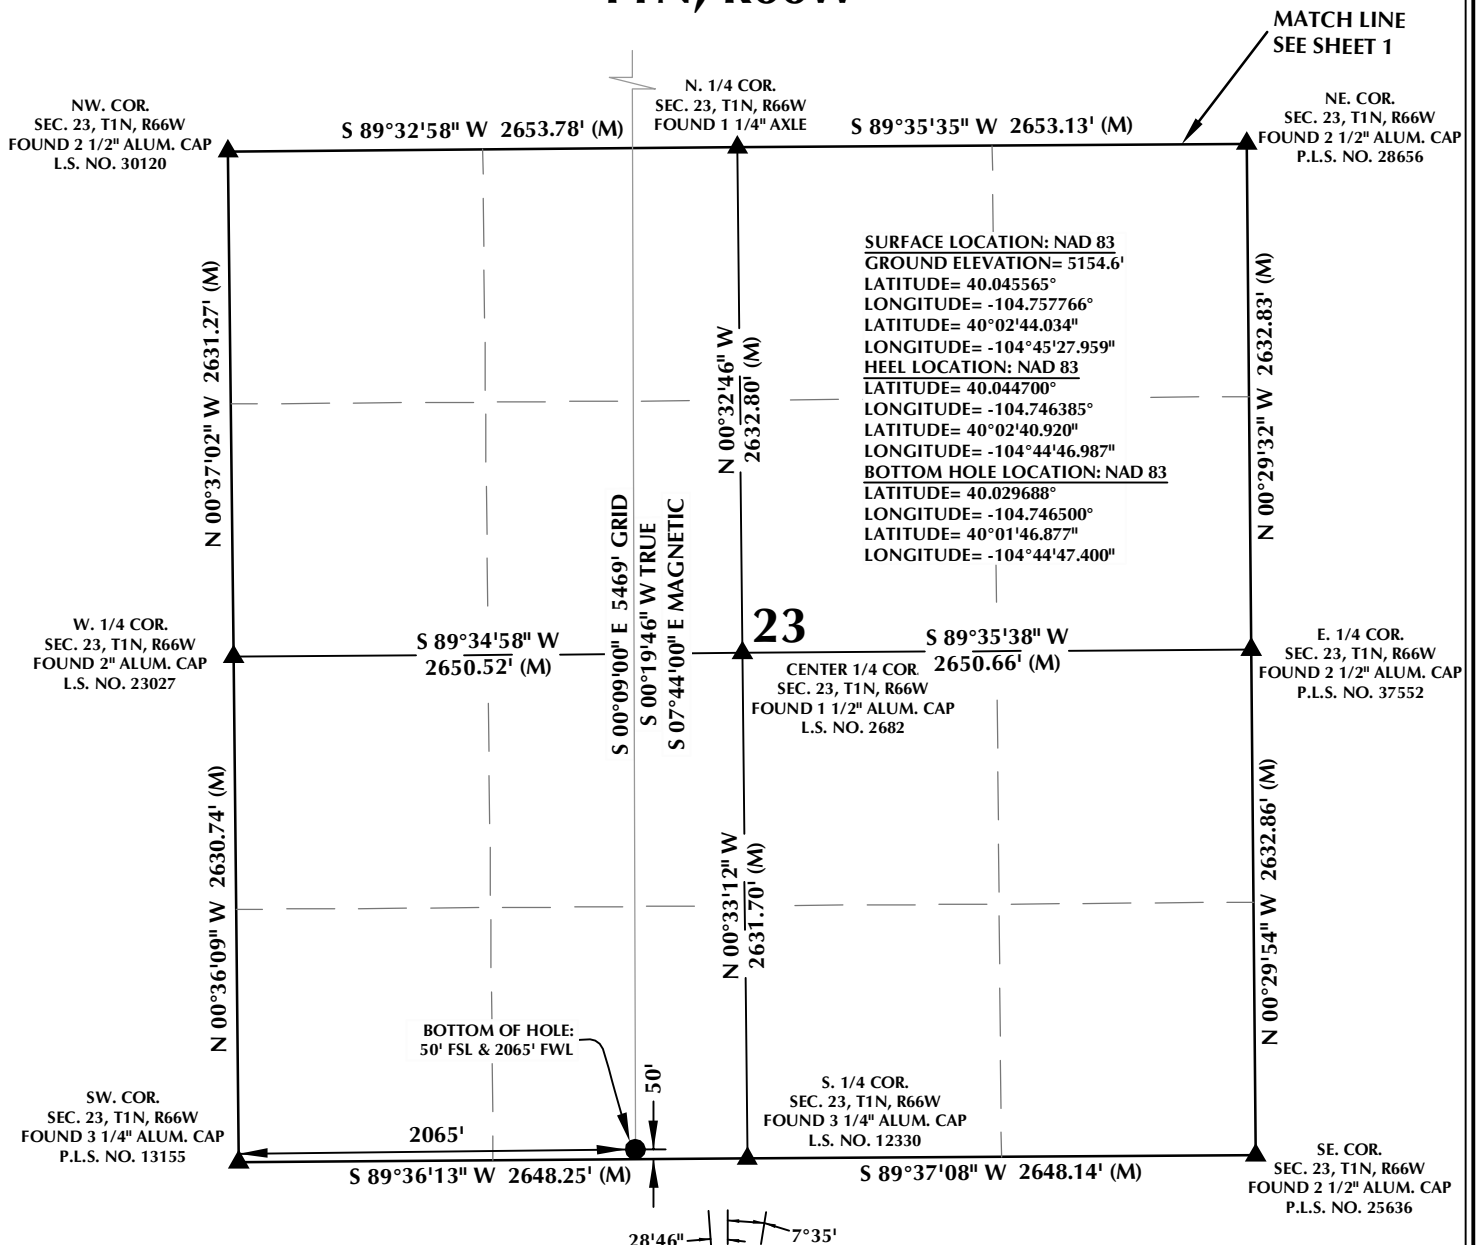 T1N, R66W
MATCH LINE
SEE SHEET 1
NW. COR.
SEC. 23, T1N, R66W
FOUND 2 1/2" ALUM. CAP
L.S. NO. 30120
S 89°32'58" W 2653.78' (M)
N. 1/4 COR.
SEC. 23, T1N, R66W
FOUND 1 1/4" AXLE
S 89°35'35" W 2653.13' (M)
NE. COR.
SEC. 23, T1N, R66W
FOUND 2 1/2" ALUM. CAP
P.L.S. NO. 28656
SURFACE LOCATION: NAD 83
GROUND ELEVATION= 5154.6'
LATITUDE= 40.045565°
LONGITUDE= -104.757766°
LATITUDE= 40°02'44.034"
LONGITUDE= -104°45'27.959"
HEEL LOCATION: NAD 83
LATITUDE= 40.044700°
LONGITUDE= -104.746385°
LATITUDE= 40°02'40.920"
LONGITUDE= -104°44'46.987"
BOTTOM HOLE LOCATION: NAD 83
LATITUDE= 40.029688°
LONGITUDE= -104.746500°
LATITUDE= 40°01'46.877"
LONGITUDE= -104°44'47.400"
N 00°37'02" W 2631.27' (M)
N 00°32'46" W
2632.80' (M)
N 00°29'32" W 2632.83' (M)
S 00°09'00" E 5469' GRID
S 00°19'46" W TRUE
S 07°44'00" E MAGNETIC
W. 1/4 COR.
SEC. 23, T1N, R66W
FOUND 2" ALUM. CAP
L.S. NO. 23027
S 89°34'58" W
2650.52' (M)
23
S 89°35'38" W
2650.66' (M)
CENTER 1/4 COR.
SEC. 23, T1N, R66W
FOUND 1 1/2" ALUM. CAP
L.S. NO. 2682
E. 1/4 COR.
SEC. 23, T1N, R66W
FOUND 2 1/2" ALUM. CAP
P.L.S. NO. 37552
N 00°36'09" W 2630.74' (M)
N 00°33'12" W
2631.70' (M)
N 00°29'54" W 2632.86' (M)
BOTTOM OF HOLE:
50' FSL & 2065' FWL
50'
2065'
SW. COR.
SEC. 23, T1N, R66W
FOUND 3 1/4" ALUM. CAP
P.L.S. NO. 13155
S 89°36'13" W 2648.25' (M)
S. 1/4 COR.
SEC. 23, T1N, R66W
FOUND 3 1/4" ALUM. CAP
L.S. NO. 12330
S 89°37'08" W 2648.14' (M)
SE. COR.
SEC. 23, T1N, R66W
FOUND 2 1/2" ALUM. CAP
P.L.S. NO. 25636
28'46"
7°35'